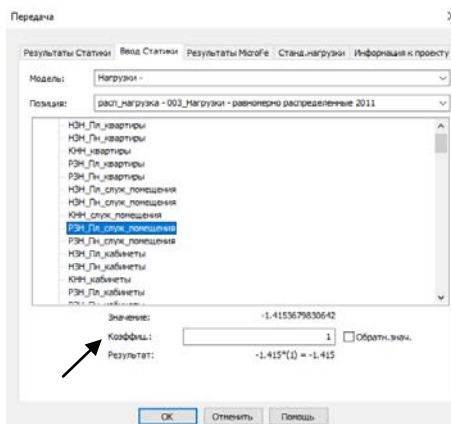 Передача
Результаты Статики Ввод Статики Результаты MicroFe Станд.нагрузки Информация к проекту
Модель: Нагрузки -
Позиция: расп_нагрузка - 003_Нагрузки - равномерно распределенные 2011
НЗН_Пл_квартиры
НЗН_Пн_квартиры
КНН_квартиры
РЗН_Пл_квартиры
РЗН_Пн_квартиры
НЗН_Пл_служ_помещения
НЗН_Пн_служ_помещения
КНН_служ_помещения
РЗН_Пл_служ_помещения
РЗН_Пн_служ_помещения
НЗН_Пл_кабинеты
НЗН_Пн_кабинеты
КНН_кабинеты
РЗН_Пл_кабинеты
Значение: -1.4153679830642
Коэффиц.: 1 Обратн.знач.
Результат: -1.415*(1) = -1.415
OK Отменить Помощь